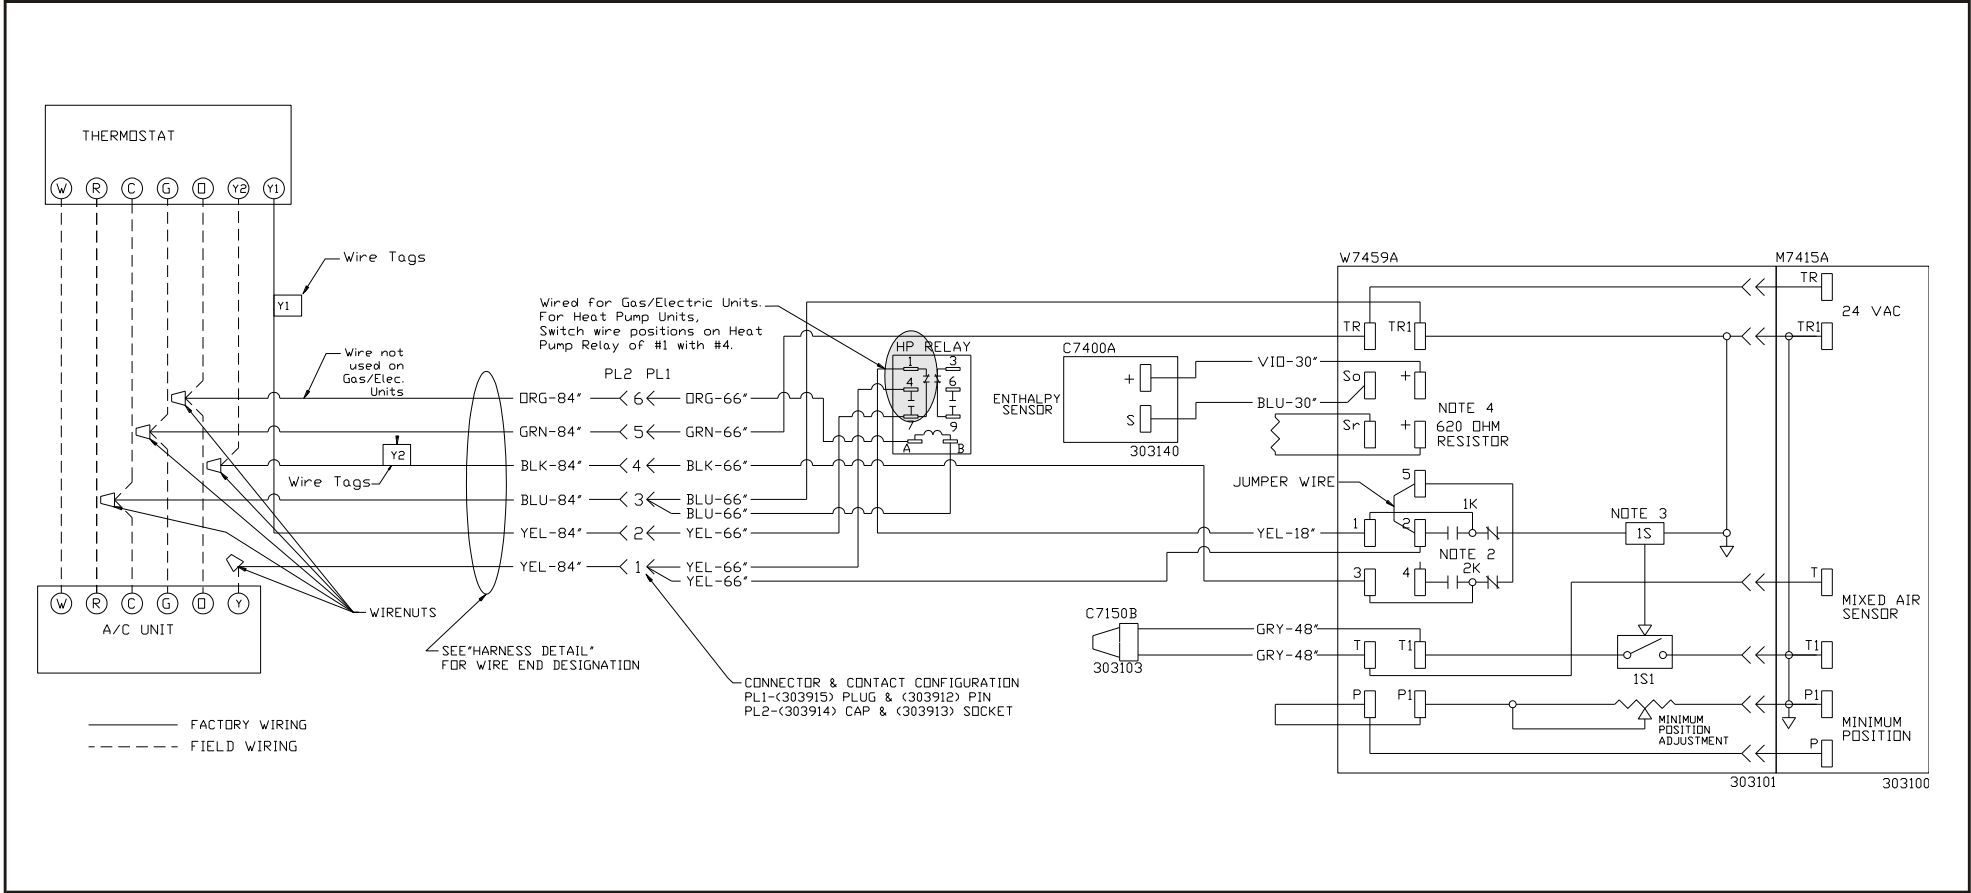 THERMOSTAT
W R C G O Y2 Y1
Wire Tags
Y1
Wire not
used on
Gas/Elec.
Units
Y2
Wire Tags
WIRENUTS
W R C G O Y
A/C UNIT
FACTORY WIRING
FIELD WIRING
SEE"HARNESS DETAIL"
FOR WIRE END DESIGNATION
PL2 PL1
ORG-84" 6 ORG-66"
GRN-84" 5 GRN-66"
BLK-84" 4 BLK-66"
BLU-84" 3 BLU-66"
BLU-66"
YEL-84" 2 YEL-66"
YEL-84" 1 YEL-66"
YEL-66"
CONNECTOR & CONTACT CONFIGURATION
PL1-(303915) PLUG & (303912) PIN
PL2-(303914) CAP & (303913) SOCKET
Wired for Gas/Electric Units.
For Heat Pump Units,
Switch wire positions on Heat
Pump Relay of #1 with #4.
HP RELAY
1 3
4 6
7 9
A B
C7400A
+
ENTHALPY
SENSOR
S
303140
VIO-30"
BLU-30"
JUMPER WIRE
YEL-18"
C7150B
303103
GRY-48"
GRY-48"
W7459A
TR TR1
So +
Sr +
NOTE 4
620 OHM
RESISTOR
5
1 2
1K
NOTE 2
2K
3 4
NOTE 3
1S
T T1
1S1
P P1
MINIMUM
POSITION
ADJUSTMENT
303101
M7415A
TR
24 VAC
TR1
T
MIXED AIR
SENSOR
T1
P1
MINIMUM
POSITION
P
303100